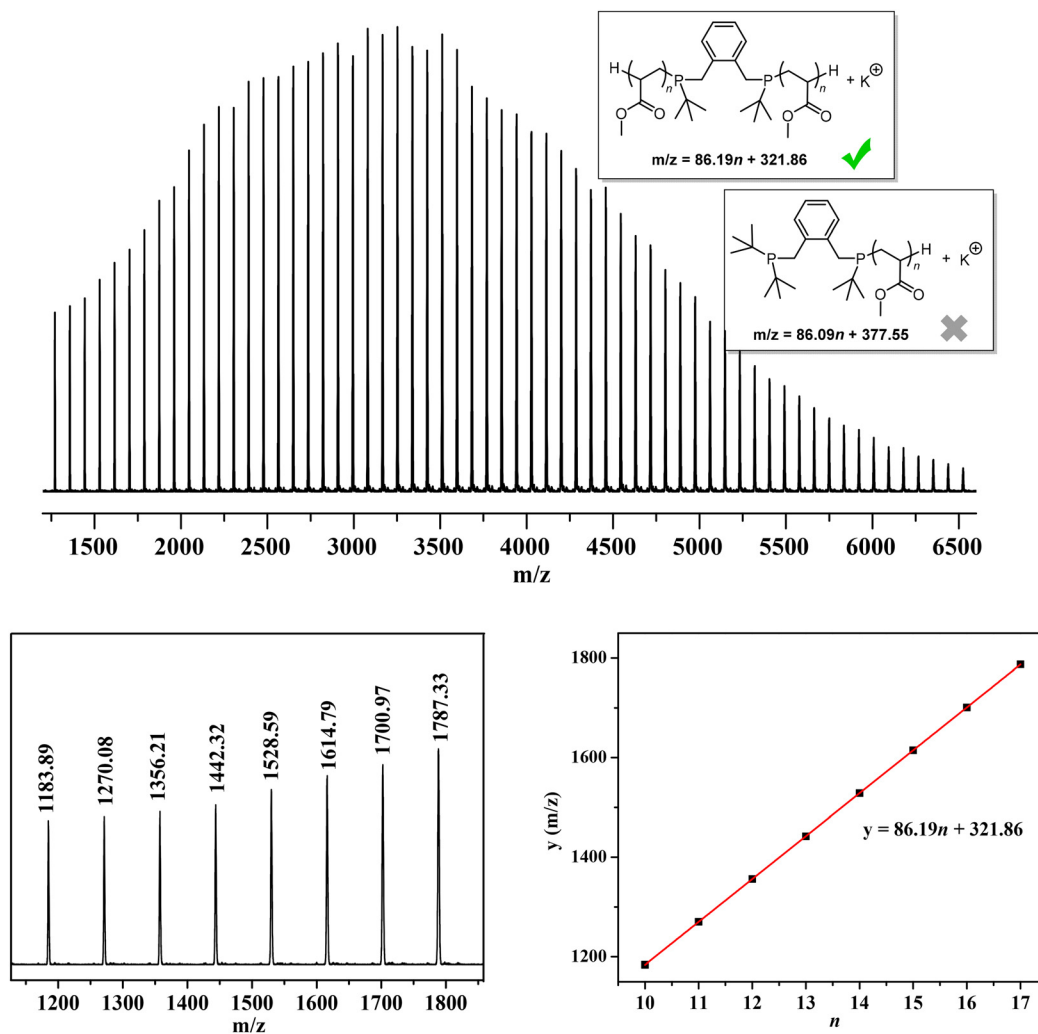 H
n
P
P
n
H
+ K⊕
O
O
O
O
m/z = 86.19n + 321.86
P
P
n
H
+ K⊕
O
O
m/z = 86.09n + 377.55
1500 2000 2500 3000 3500 4000 4500 5000 5500 6000 6500
m/z
1183.89
1270.08
1356.21
1442.32
1528.59
1614.79
1700.97
1787.33
1200 1300 1400 1500 1600 1700 1800
m/z
1800
1600
1400
1200
y (m/z)
y = 86.19n + 321.86
10 11 12 13 14 15 16 17
n